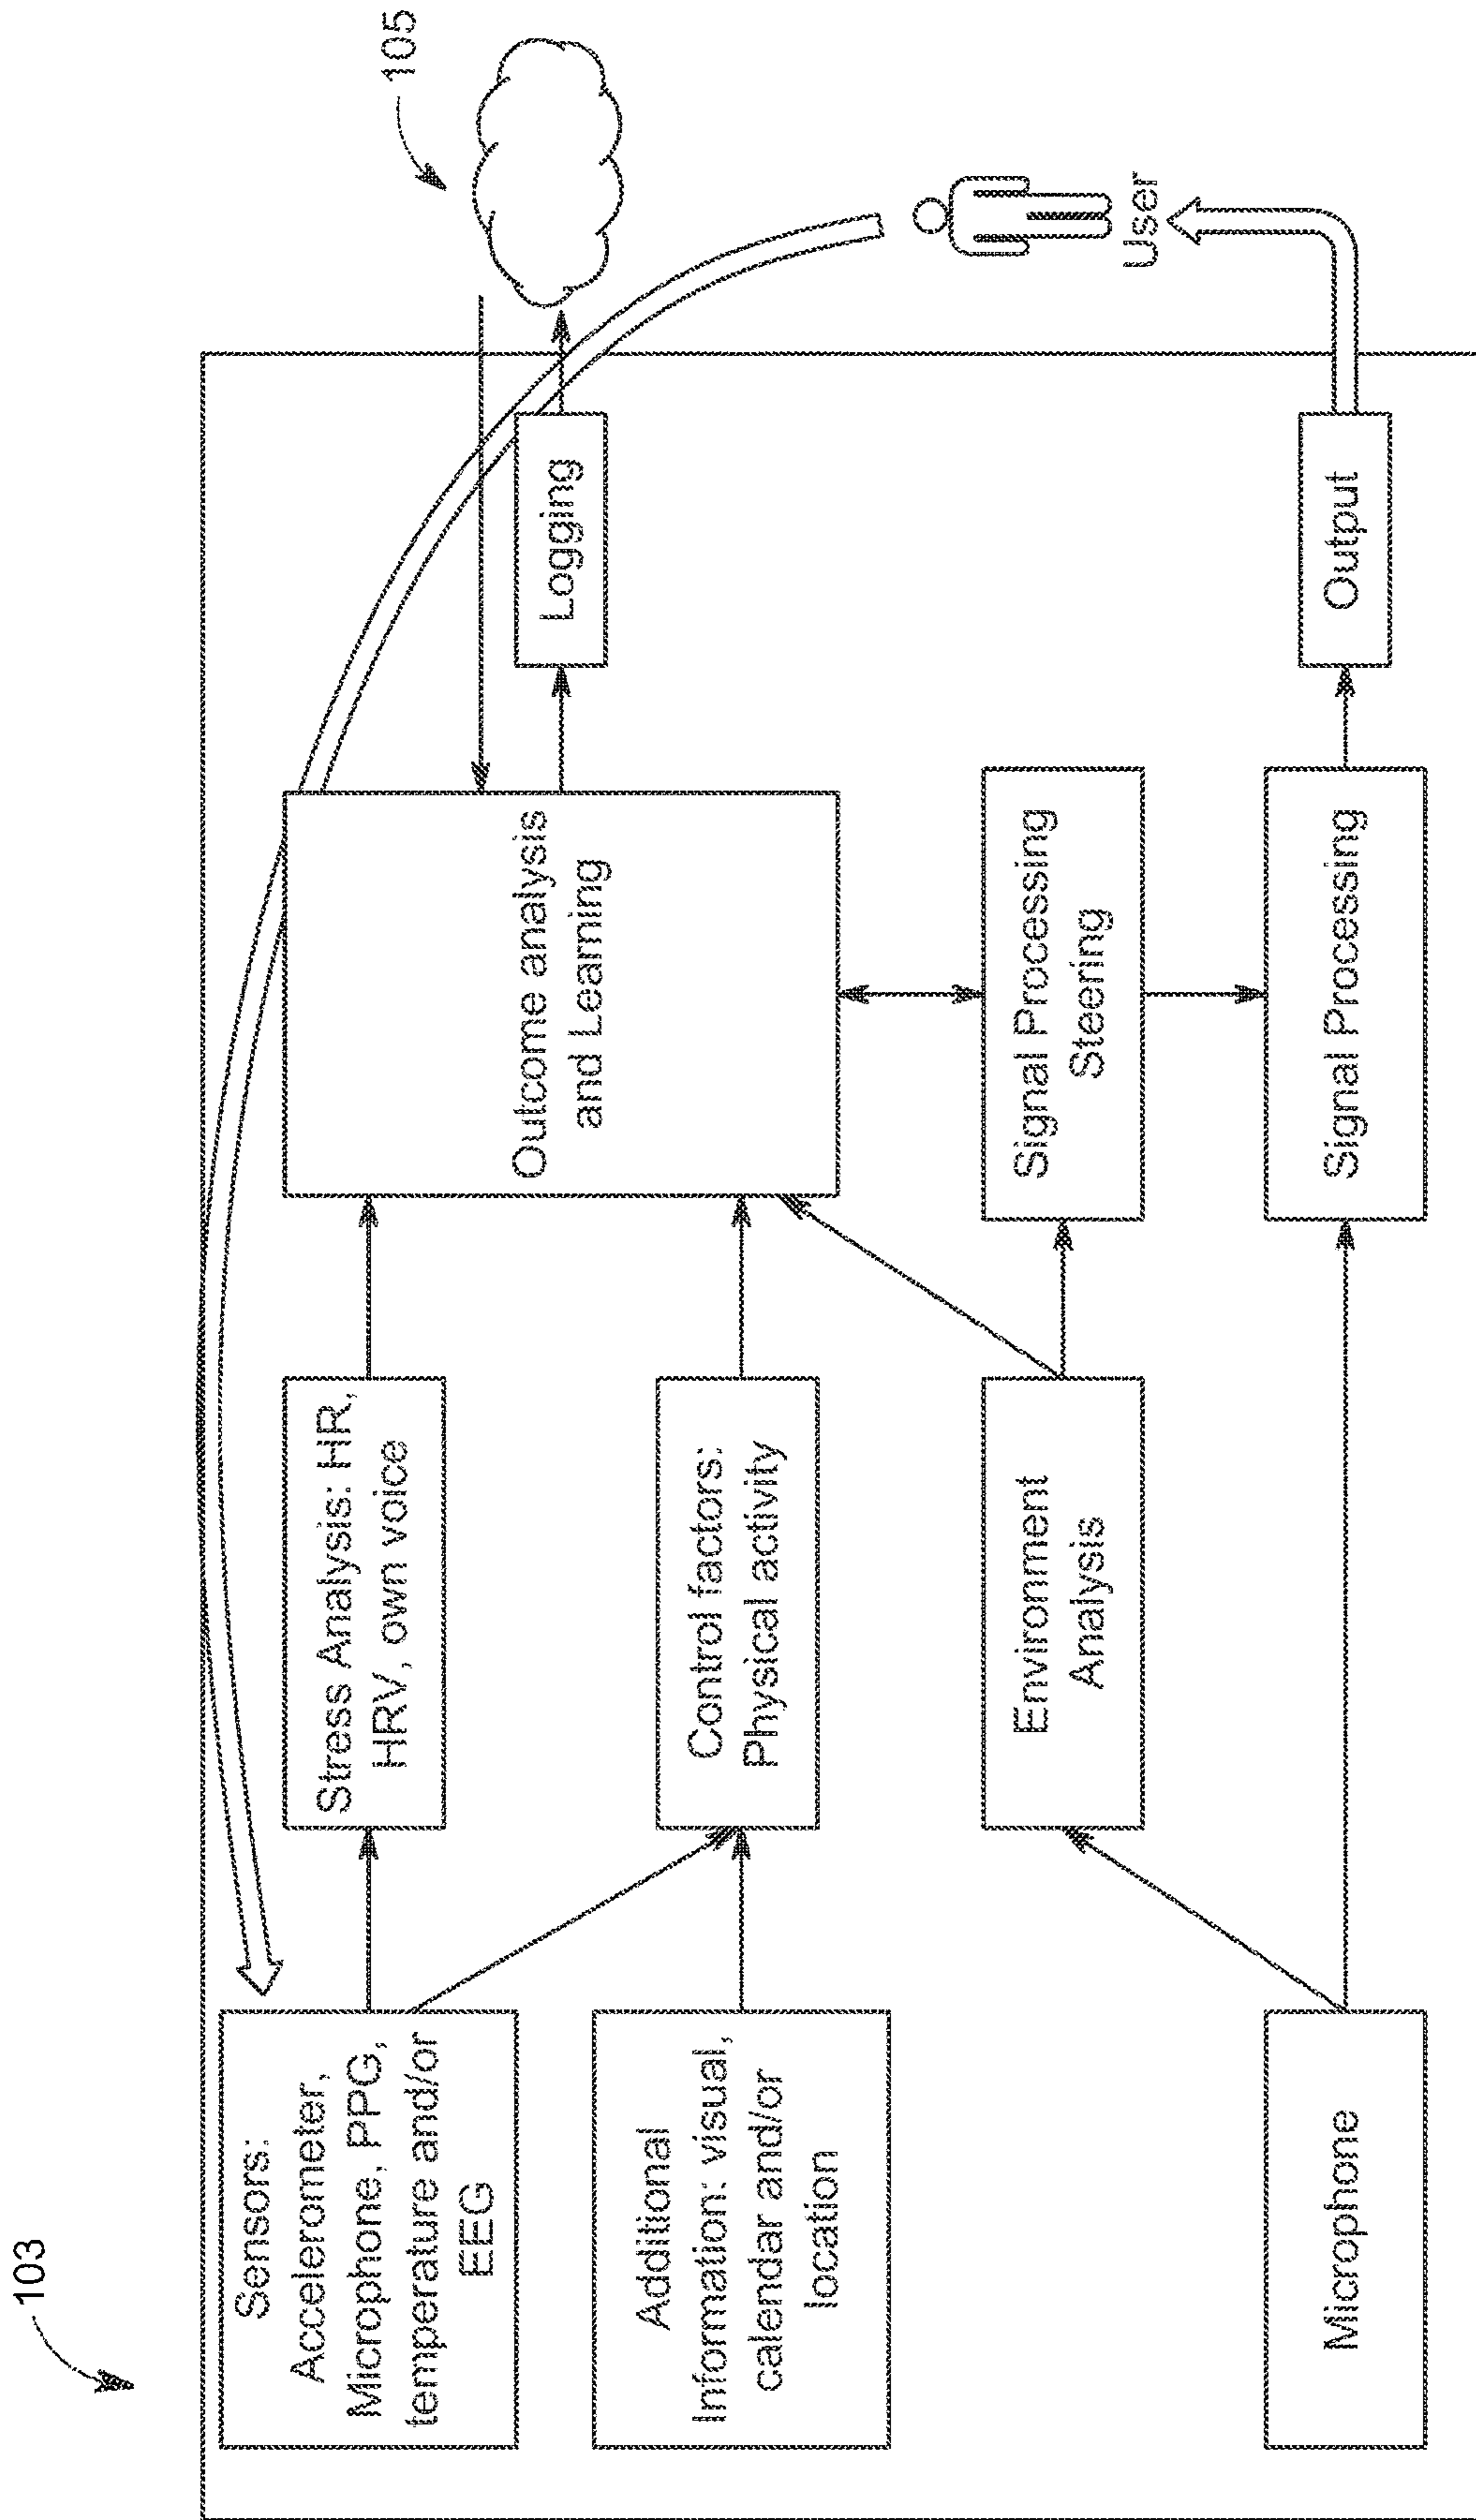 103
105
Sensors:
Accelerometer,
Microphone, PPG,
temperature and/or
EEG
Stress Analysis: HR,
HRV, own voice
Outcome analysis
and Learning
Logging
Additional
Information: visual,
calendar and/or
location
Control factors:
Physical activity
User
Environment
Analysis
Signal Processing
Steering
Microphone
Signal Processing
Output